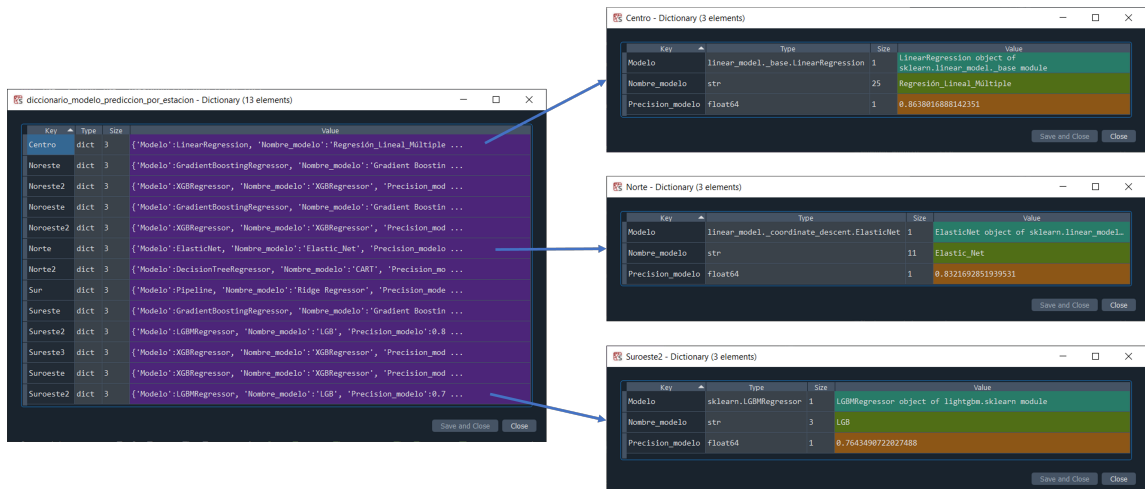 diccionario_modelo_prediccion_por_estacion - Dictionary (13 elements)
Key Type Size Value
Centro dict 3 {'Modelo':LinearRegression, 'Nombre_modelo':'Regresión_Lineal_Múltiple ...
Noreste dict 3 {'Modelo':GradientBoostingRegressor, 'Nombre_modelo':'Gradient Boostin ...
Noreste2 dict 3 {'Modelo':XGBRegressor, 'Nombre_modelo':'XGBRegressor', 'Precision_mod ...
Noroeste dict 3 {'Modelo':GradientBoostingRegressor, 'Nombre_modelo':'Gradient Boostin ...
Noroeste2 dict 3 {'Modelo':XGBRegressor, 'Nombre_modelo':'XGBRegressor', 'Precision_mod ...
Norte dict 3 {'Modelo':ElasticNet, 'Nombre_modelo':'Elastic_Net', 'Precision_modelo ...
Norte2 dict 3 {'Modelo':DecisionTreeRegressor, 'Nombre_modelo':'CART', 'Precision_mo ...
Sur dict 3 {'Modelo':Pipeline, 'Nombre_modelo':'Ridge Regressor', 'Precision_mode ...
Sureste dict 3 {'Modelo':GradientBoostingRegressor, 'Nombre_modelo':'Gradient Boostin ...
Sureste2 dict 3 {'Modelo':LGBMRegressor, 'Nombre_modelo':'LGB', 'Precision_modelo':0.8 ...
Sureste3 dict 3 {'Modelo':XGBRegressor, 'Nombre_modelo':'XGBRegressor', 'Precision_mod ...
Suroeste dict 3 {'Modelo':XGBRegressor, 'Nombre_modelo':'XGBRegressor', 'Precision_mod ...
Suroeste2 dict 3 {'Modelo':LGBMRegressor, 'Nombre_modelo':'LGB', 'Precision_modelo':0.7 ...
Save and Close Close
Centro - Dictionary (3 elements)
Key Type Size Value
Modelo linear_model._base.LinearRegression 1 LinearRegression object of
sklearn.linear_model._base module
Nombre_modelo str 25 Regresión_Lineal_Múltiple
Precision_modelo float64 1 0.8638016888142351
Save and Close Close
Norte - Dictionary (3 elements)
Key Type Size Value
Modelo linear_model._coordinate_descent.ElasticNet 1 ElasticNet object of sklearn.linear_model…
Nombre_modelo str 11 Elastic_Net
Precision_modelo float64 1 0.8321692851939531
Save and Close Close
Suroeste2 - Dictionary (3 elements)
Key Type Size Value
Modelo sklearn.LGBMRegressor 1 LGBMRegressor object of lightgbm.sklearn module
Nombre_modelo str 3 LGB
Precision_modelo float64 1 0.7643490722027488
Save and Close Close